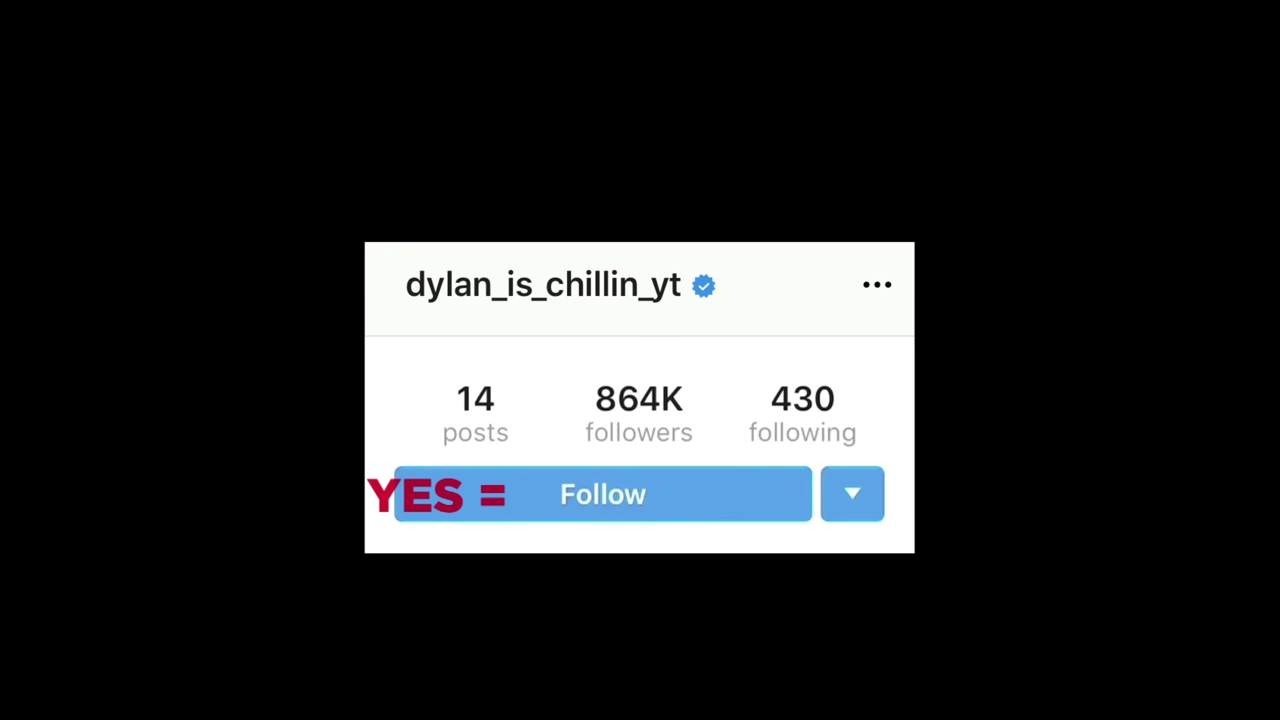 dylan_is_chillin_yt
14 864K 430
posts followers following
YES = Follow